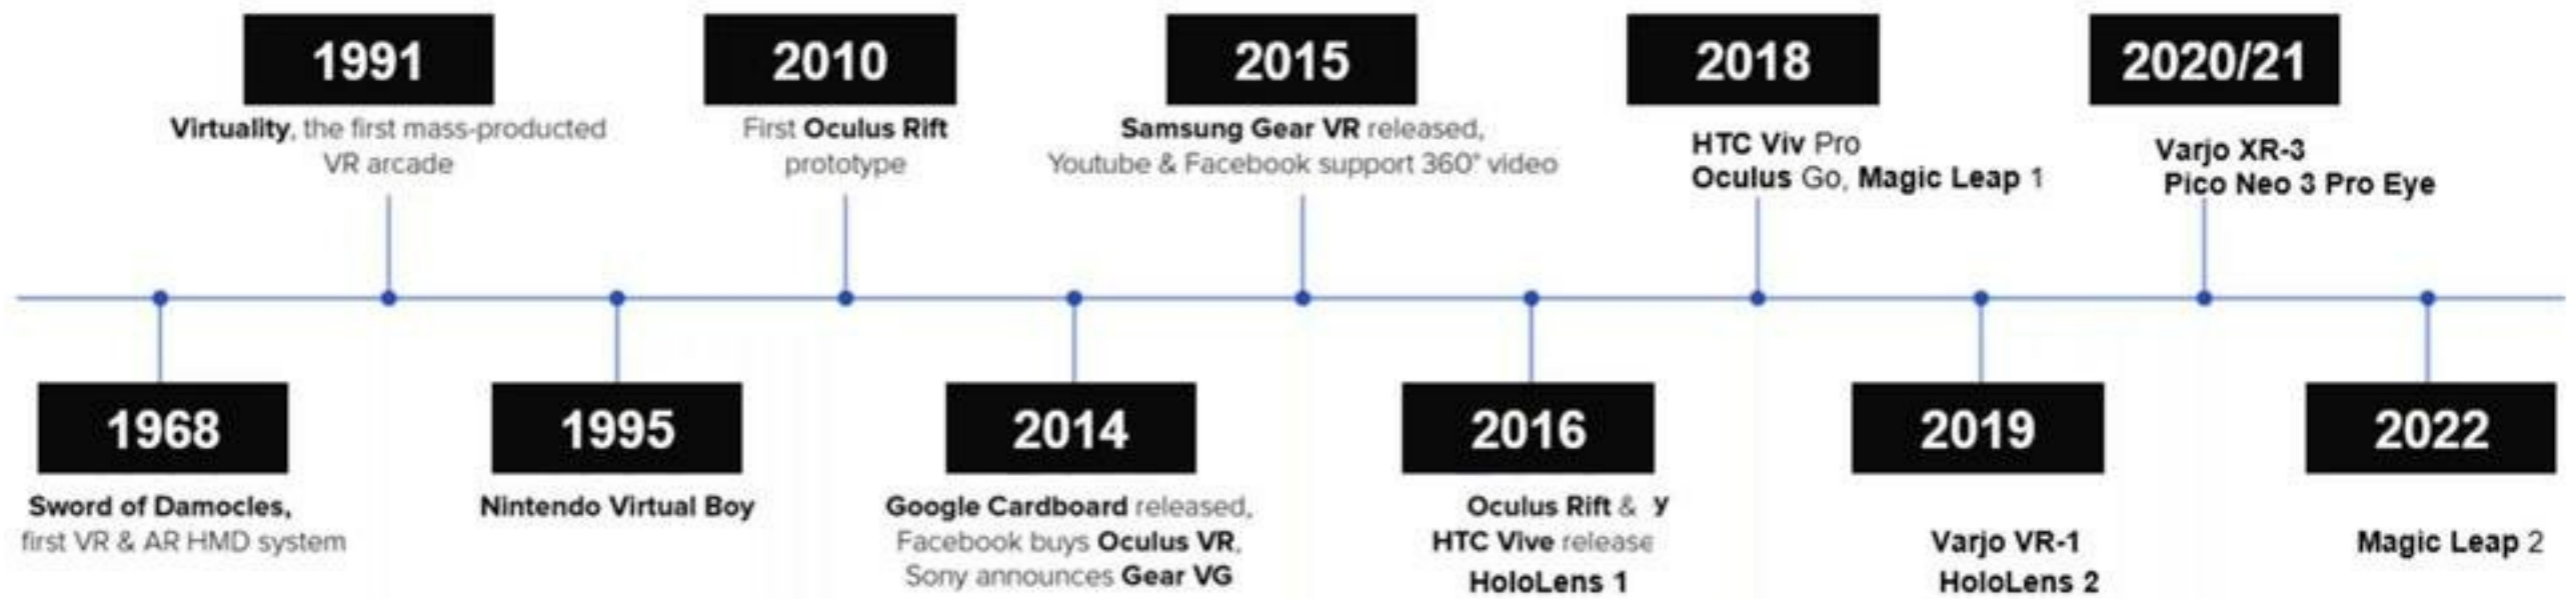 1991
Virtuality, the first mass-producted
VR arcade
2010
First Oculus Rift
prototype
2015
Samsung Gear VR released,
Youtube & Facebook support 360° video
2018
HTC Viv Pro
Oculus Go, Magic Leap 1
2020/21
Varjo XR-3
Pico Neo 3 Pro Eye
1968
Sword of Damocles,
first VR & AR HMD system
1995
Nintendo Virtual Boy
2014
Google Cardboard released,
Facebook buys Oculus VR,
Sony announces Gear VG
2016
Oculus Rift & y
HTC Vive release
HoloLens 1
2019
Varjo VR-1
HoloLens 2
2022
Magic Leap 2